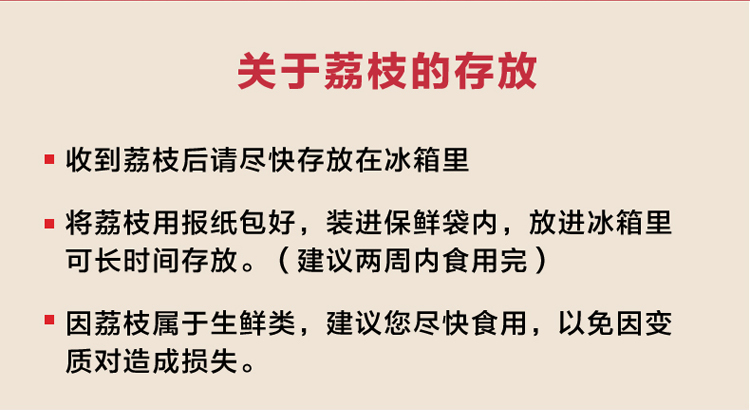 关于荔枝的存放
收到荔枝后请尽快存放在冰箱里
将荔枝用报纸包好，装进保鲜袋内，放进冰箱里
可长时间存放。（建议两周内食用完）
因荔枝属于生鲜类，建议您尽快食用，以免因变
质对造成损失。